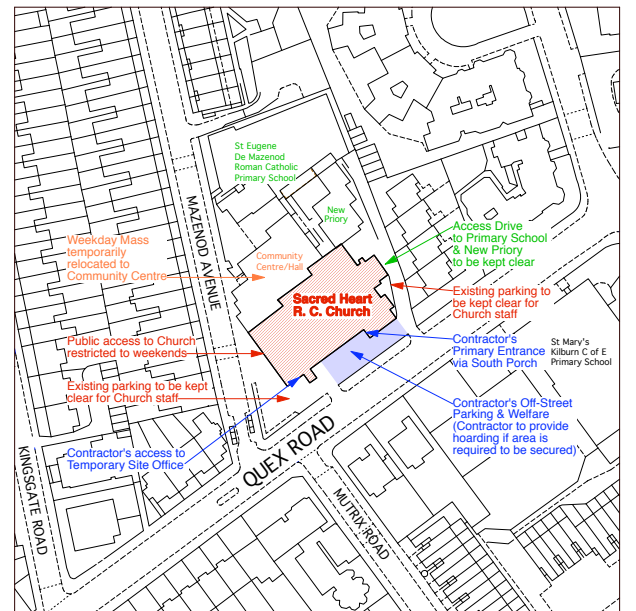 St Eugene
De Mazenod
Roman Catholic
Primary School
New
Priory
MAZENOD AVENUE
Weekday Mass
temporarily
relocated to
Community Centre
Community
Centre/Hall
Access Drive
to Primary School
& New Priory
to be kept clear
Sacred Heart
R. C. Church
Existing parking to
be kept clear for
Church staff
Public access to Church
restricted to weekends
Contractor's
Primary Entrance
via South Porch
St Mary's
Kilburn C of E
Primary School
Existing parking to be kept
clear for Church staff
Contractor's Off-Street
Parking & Welfare
(Contractor to provide
hoarding if area is
required to be secured)
Contractor's access to
Temporary Site Office
QUEX ROAD
KINGSGATE ROAD
MUTRIX ROAD